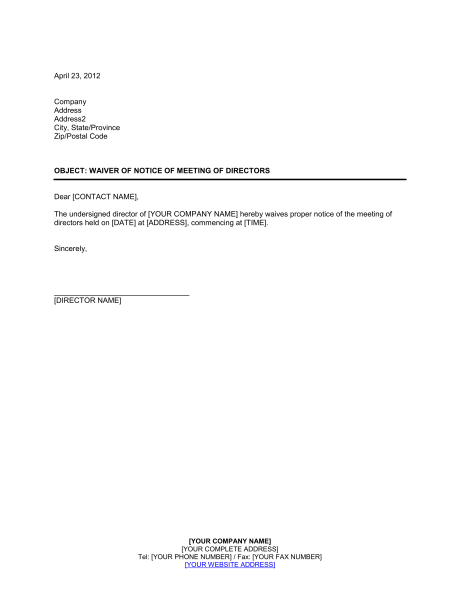 April 23, 2012
Company
Address
Address2
City, State/Province
Zip/Postal Code
OBJECT: WAIVER OF NOTICE OF MEETING OF DIRECTORS
Dear [CONTACT NAME],
The undersigned director of [YOUR COMPANY NAME] hereby waives proper notice of the meeting of
directors held on [DATE] at [ADDRESS], commencing at [TIME].
Sincerely,
[DIRECTOR NAME]
[YOUR COMPANY NAME]
[YOUR COMPLETE ADDRESS]
Tel: [YOUR PHONE NUMBER] / Fax: [YOUR FAX NUMBER]
[YOUR WEBSITE ADDRESS]